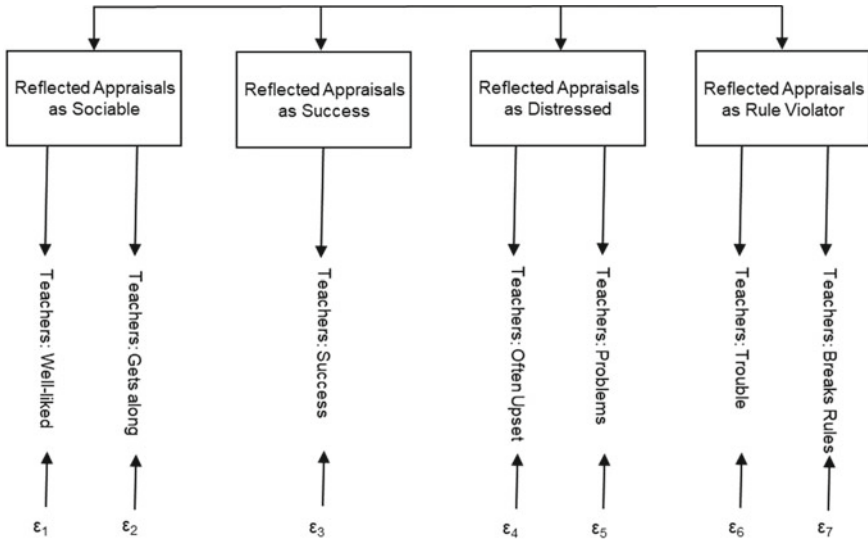 Reflected Appraisals
as Sociable
Reflected Appraisals
as Success
Reflected Appraisals
as Distressed
Reflected Appraisals
as Rule Violator
Teachers: Well-liked
Teachers: Gets along
Teachers: Success
Teachers: Often Upset
Teachers: Problems
Teachers: Trouble
Teachers: Breaks Rules
ε₁
ε₂
ε₃
ε₄
ε₅
ε₆
ε₇